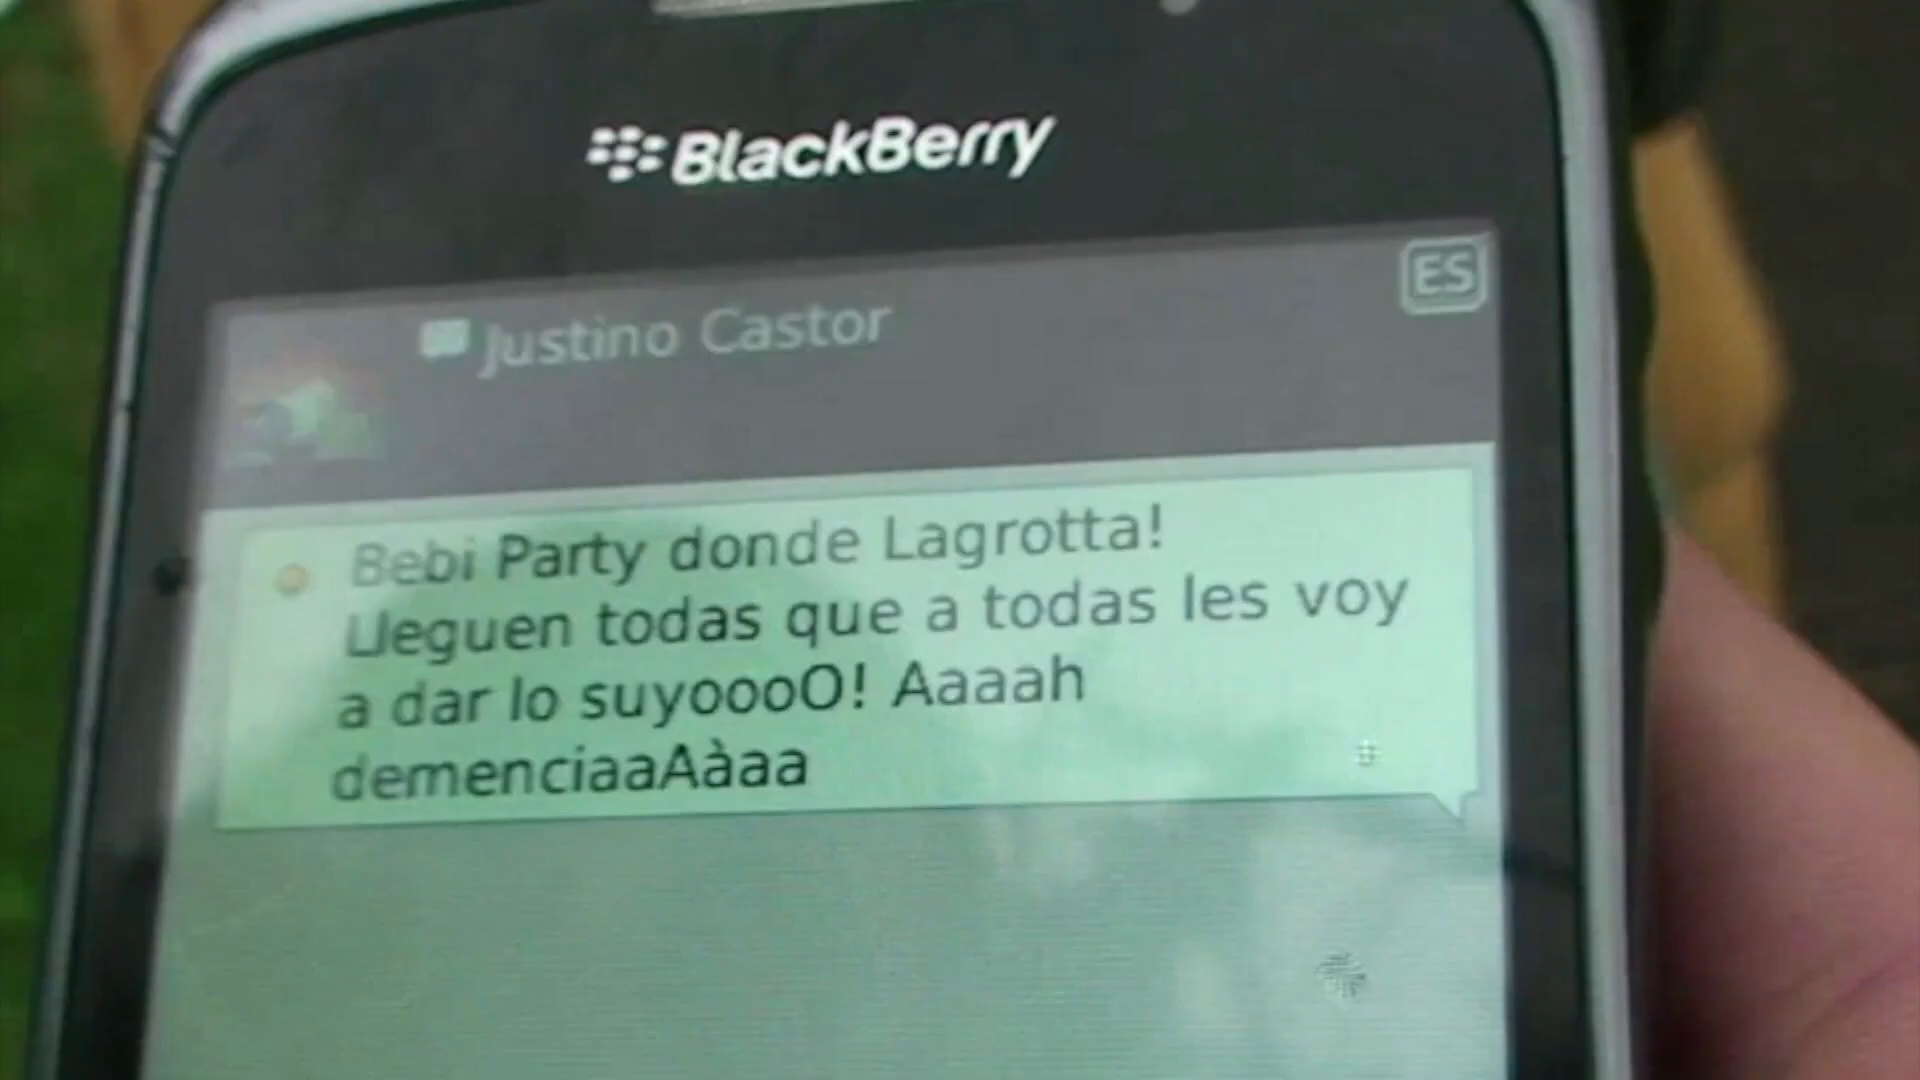 BlackBerry
ES
Justino Castor
Bebi Party donde Lagrotta!
Lleguen todas que a todas les voy
a dar lo suyoooO! Aaaah
demenciaaAàaa